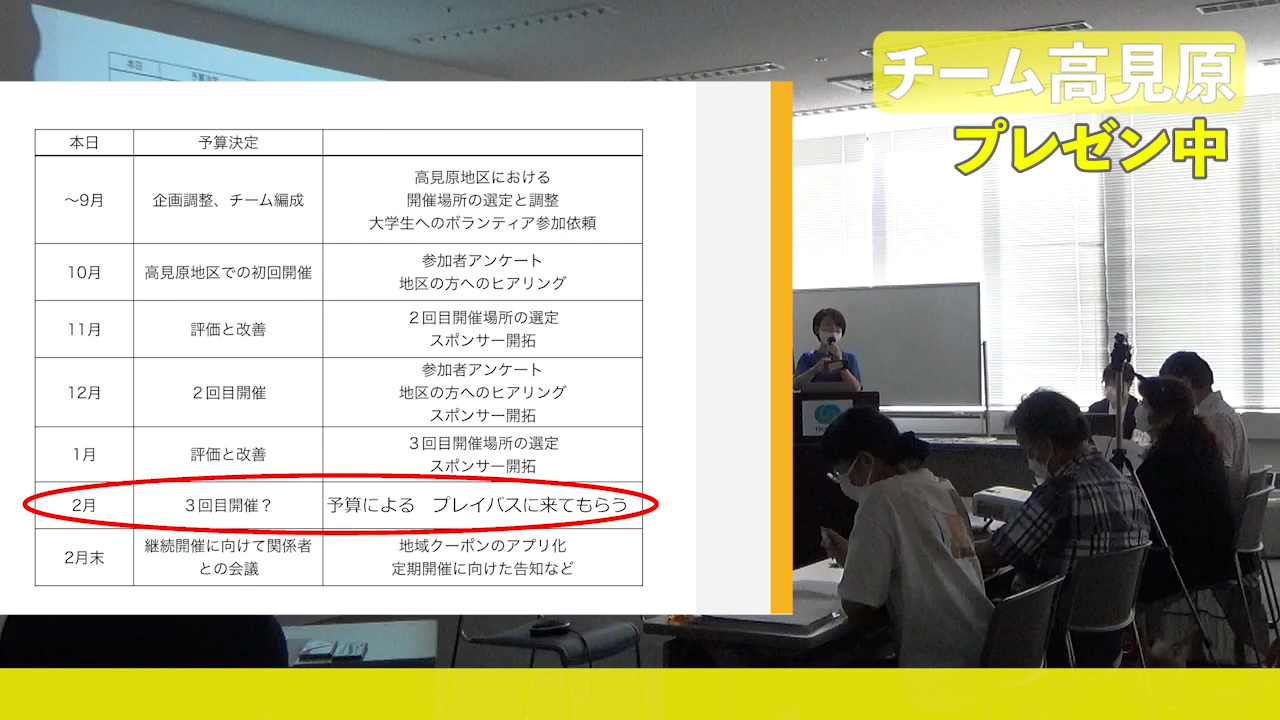 チーム高見原
プレゼン中
本日
本日 予算決定
～9月 企画調整、チーム編成 高見原地区における
開催場所の選定と調整
大学生へのボランティア参加依頼
10月 高見原地区での初回開催 参加者アンケート
地区の方へのヒアリング
11月 評価と改善 2回目開催場所の選定
スポンサー開拓
12月 2回目開催 参加者アンケート
地区の方へのヒアリング
スポンサー開拓
1月 評価と改善 3回目開催場所の選定
スポンサー開拓
2月 3回目開催？ 予算による プレイバスに来てもらう
2月末 継続開催に向けて関係者
との会議 地域クーポンのアプリ化
定期開催に向けた告知など